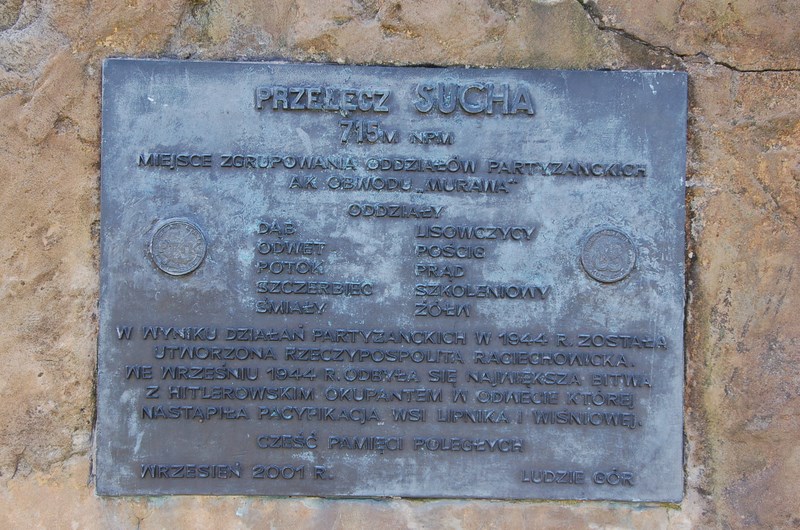 PRZEŁĘCZ SUCHA
715 M. NPM
MIEJSCE ZGRUPOWANIA ODDZIAŁÓW PARTYZANCKICH
AK OBWODU „MURAWA"
ODDZIAŁY
DĄB LISOWCZYCY
ODWET POŚCIG
POTOK PRĄD
SZCZERBIEC SZKOLENIOWY
ŚMIAŁY ŻÓŁW
W WYNIKU DZIAŁAŃ PARTYZANCKICH W 1944 R. ZOSTAŁA
UTWORZONA RZECZYPOSPOLITA RACIECHOWICKA.
WE WRZEŚNIU 1944 R. ODBYŁA SIĘ NAJWIĘKSZA BITWA
Z HITLEROWSKIM OKUPANTEM W ODWECIE KTÓREJ
NASTĄPIŁA PACYFIKACJA WSI LIPNIKA I WIŚNIOWEJ.
CZEŚĆ PAMIĘCI POLEGŁYCH
WRZESIEŃ 2001 R. LUDZIE GÓR